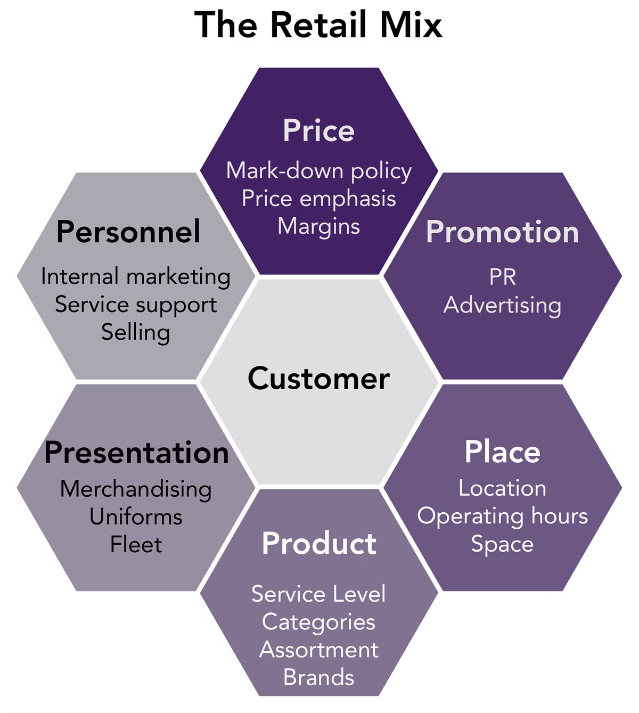 The Retail Mix
Price
Mark-down policy
Price emphasis
Margins
Promotion
PR
Advertising
Place
Location
Operating hours
Space
Product
Service Level
Categories
Assortment
Brands
Presentation
Merchandising
Uniforms
Fleet
Personnel
Internal marketing
Service support
Selling
Customer